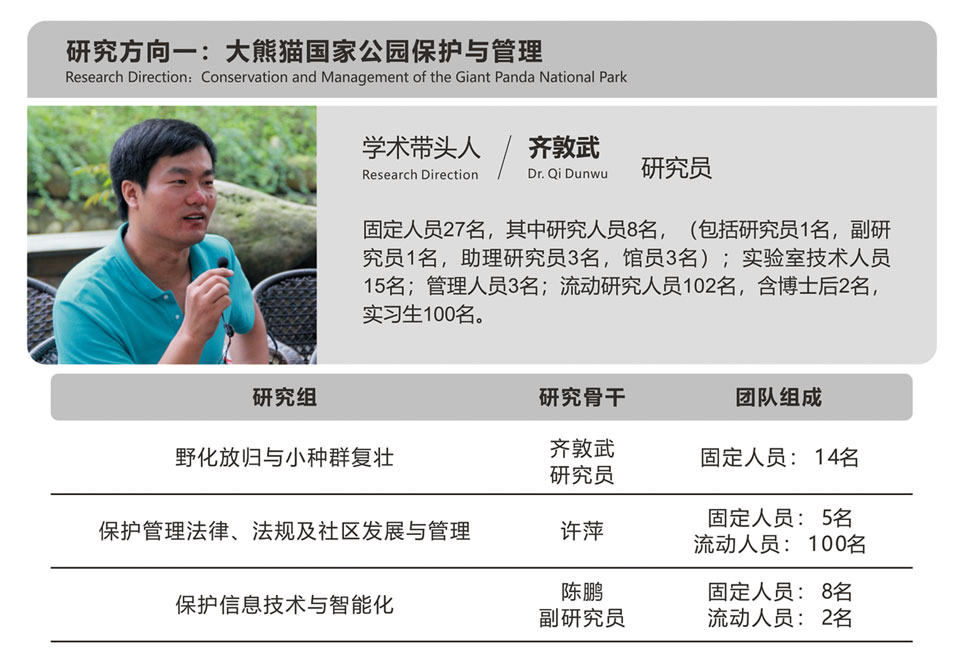 研究方向一：大熊猫国家公园保护与管理
Research Direction: Conservation and Management of the Giant Panda National Park
学术带头人 / 齐敦武 研究员
Research Direction Dr. Qi Dunwu
固定人员27名，其中研究人员8名，（包括研究员1名，副研
究员1名，助理研究员3名，馆员3名）；实验室技术人员
15名；管理人员3名；流动研究人员102名，含博士后2名，
实习生100名。
研究组 研究骨干 团队组成
野化放归与小种群复壮 齐敦武 固定人员： 14名
研究员
保护管理法律、法规及社区发展与管理 许萍 固定人员： 5名
流动人员： 100名
保护信息技术与智能化 陈鹏 固定人员： 8名
副研究员 流动人员： 2名